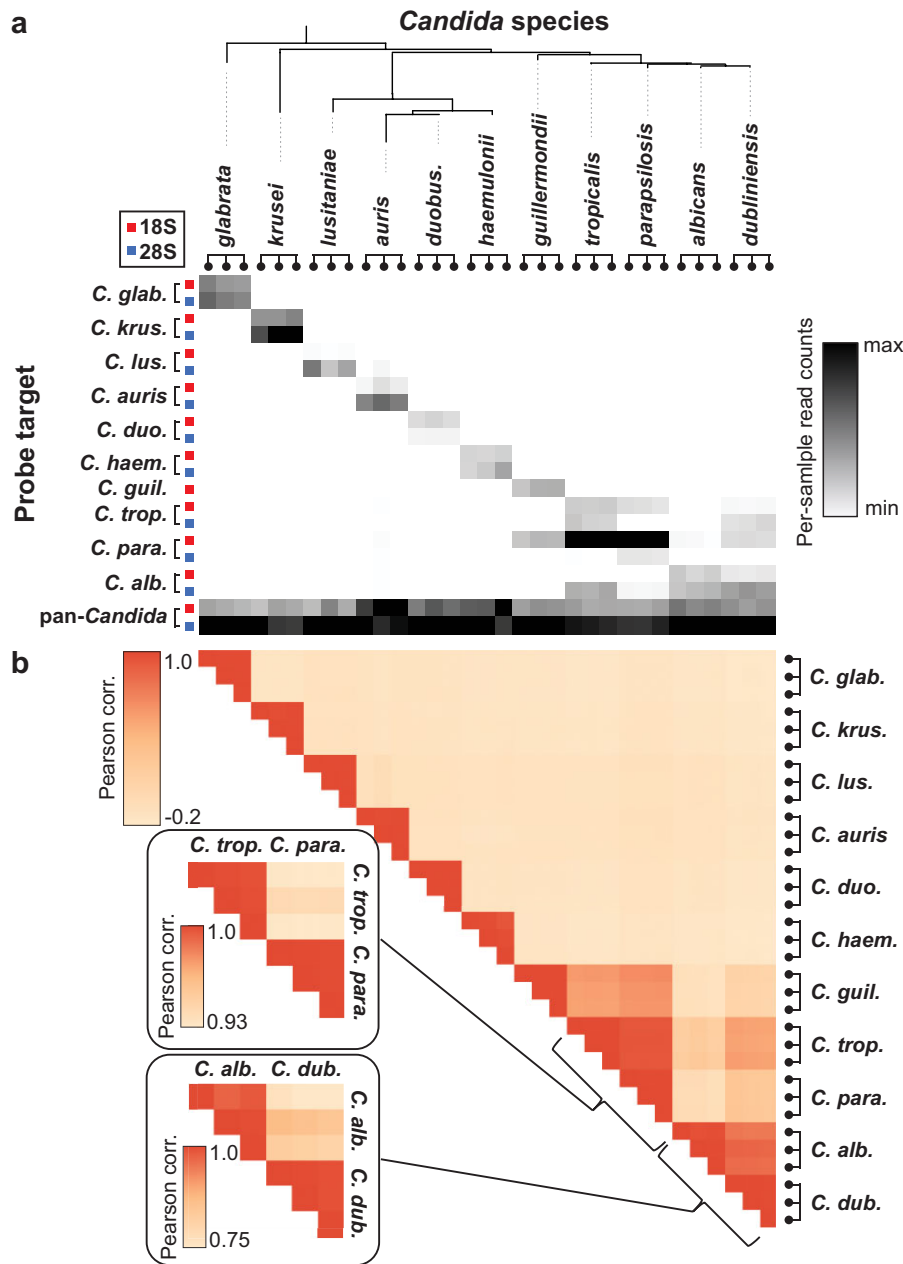 a
Candida species
glabrata
krusei
lusitaniae
auris
duobus.
haemulonii
guillermondii
tropicalis
parapsilosis
albicans
dubliniensis
18S
28S
Probe target
C. glab.
C. krus.
C. lus.
C. auris
C. duo.
C. haem.
C. guil.
C. trop.
C. para.
C. alb.
pan-Candida
Per-sample read counts
max
min
b
Pearson corr.
1.0
-0.2
C. glab.
C. krus.
C. lus.
C. auris
C. duo.
C. haem.
C. guil.
C. trop.
C. para.
C. alb.
C. dub.
C. trop. C. para.
C. trop. C. para.
Pearson corr.
1.0
0.93
C. alb. C. dub.
C. alb. C. dub.
Pearson corr.
1.0
0.75